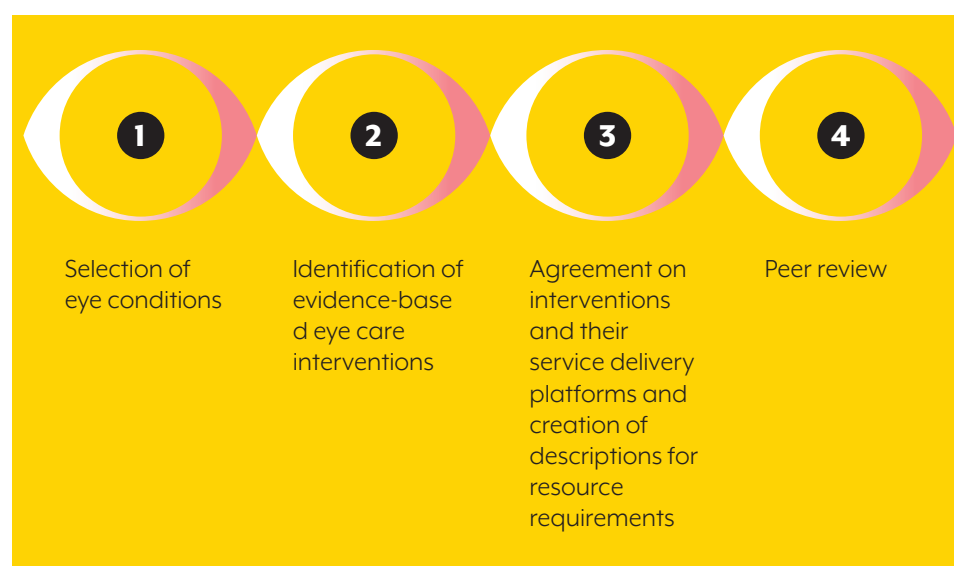 1
2
3
4
Selection of
eye conditions
Identification of
evidence-base
d eye care
interventions
Agreement on
interventions
and their
service delivery
platforms and
creation of
descriptions for
resource
requirements
Peer review